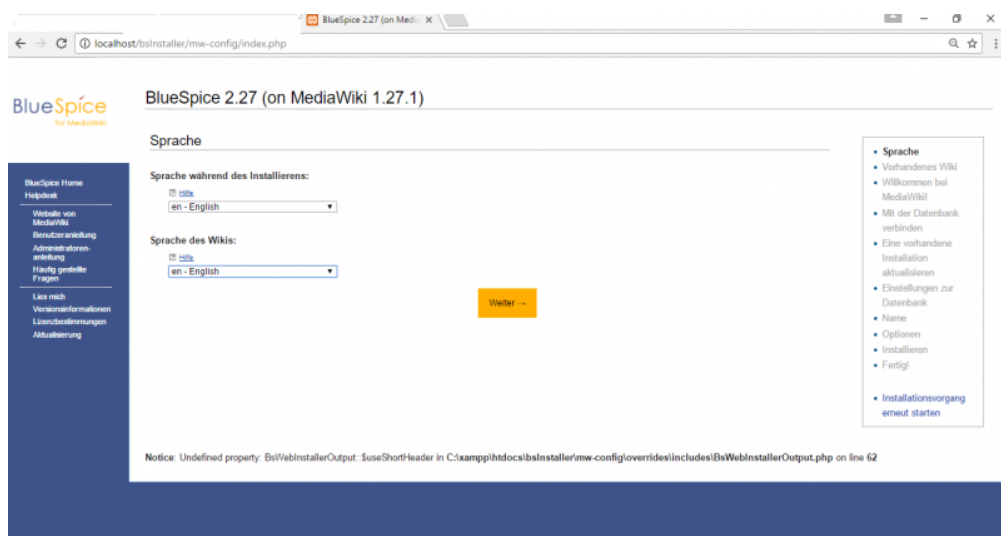 BlueSpice 2.27 (on Medi
localhost/bsInstaller/mw-config/index.php
BlueSpice
for MediaWiki
BlueSpice 2.27 (on MediaWiki 1.27.1)
Sprache
Sprache während des Installierens:
Hilfe
en - English
Sprache des Wikis:
Hilfe
en - English
Weiter →
BlueSpice Home
Helpdesk
Website von
MediaWiki
Benutzeranleitung
Administratoren-
anleitung
Häufig gestellte
Fragen
Lies mich
Versionsinformationen
Lizenzbestimmungen
Aktualisierung
Sprache
Vorhandenes Wiki
Willkommen bei
MediaWiki!
Mit der Datenbank
verbinden
Eine vorhandene
Installation
aktualisieren
Einstellungen zur
Datenbank
Name
Optionen
Installieren
Fertig!
Installationsvorgang
erneut starten
Notice: Undefined property: BsWebInstallerOutput::$useShortHeader in C:\xampp\htdocs\bsInstaller\mw-config\overrides\includes\BsWebInstallerOutput.php on line 62